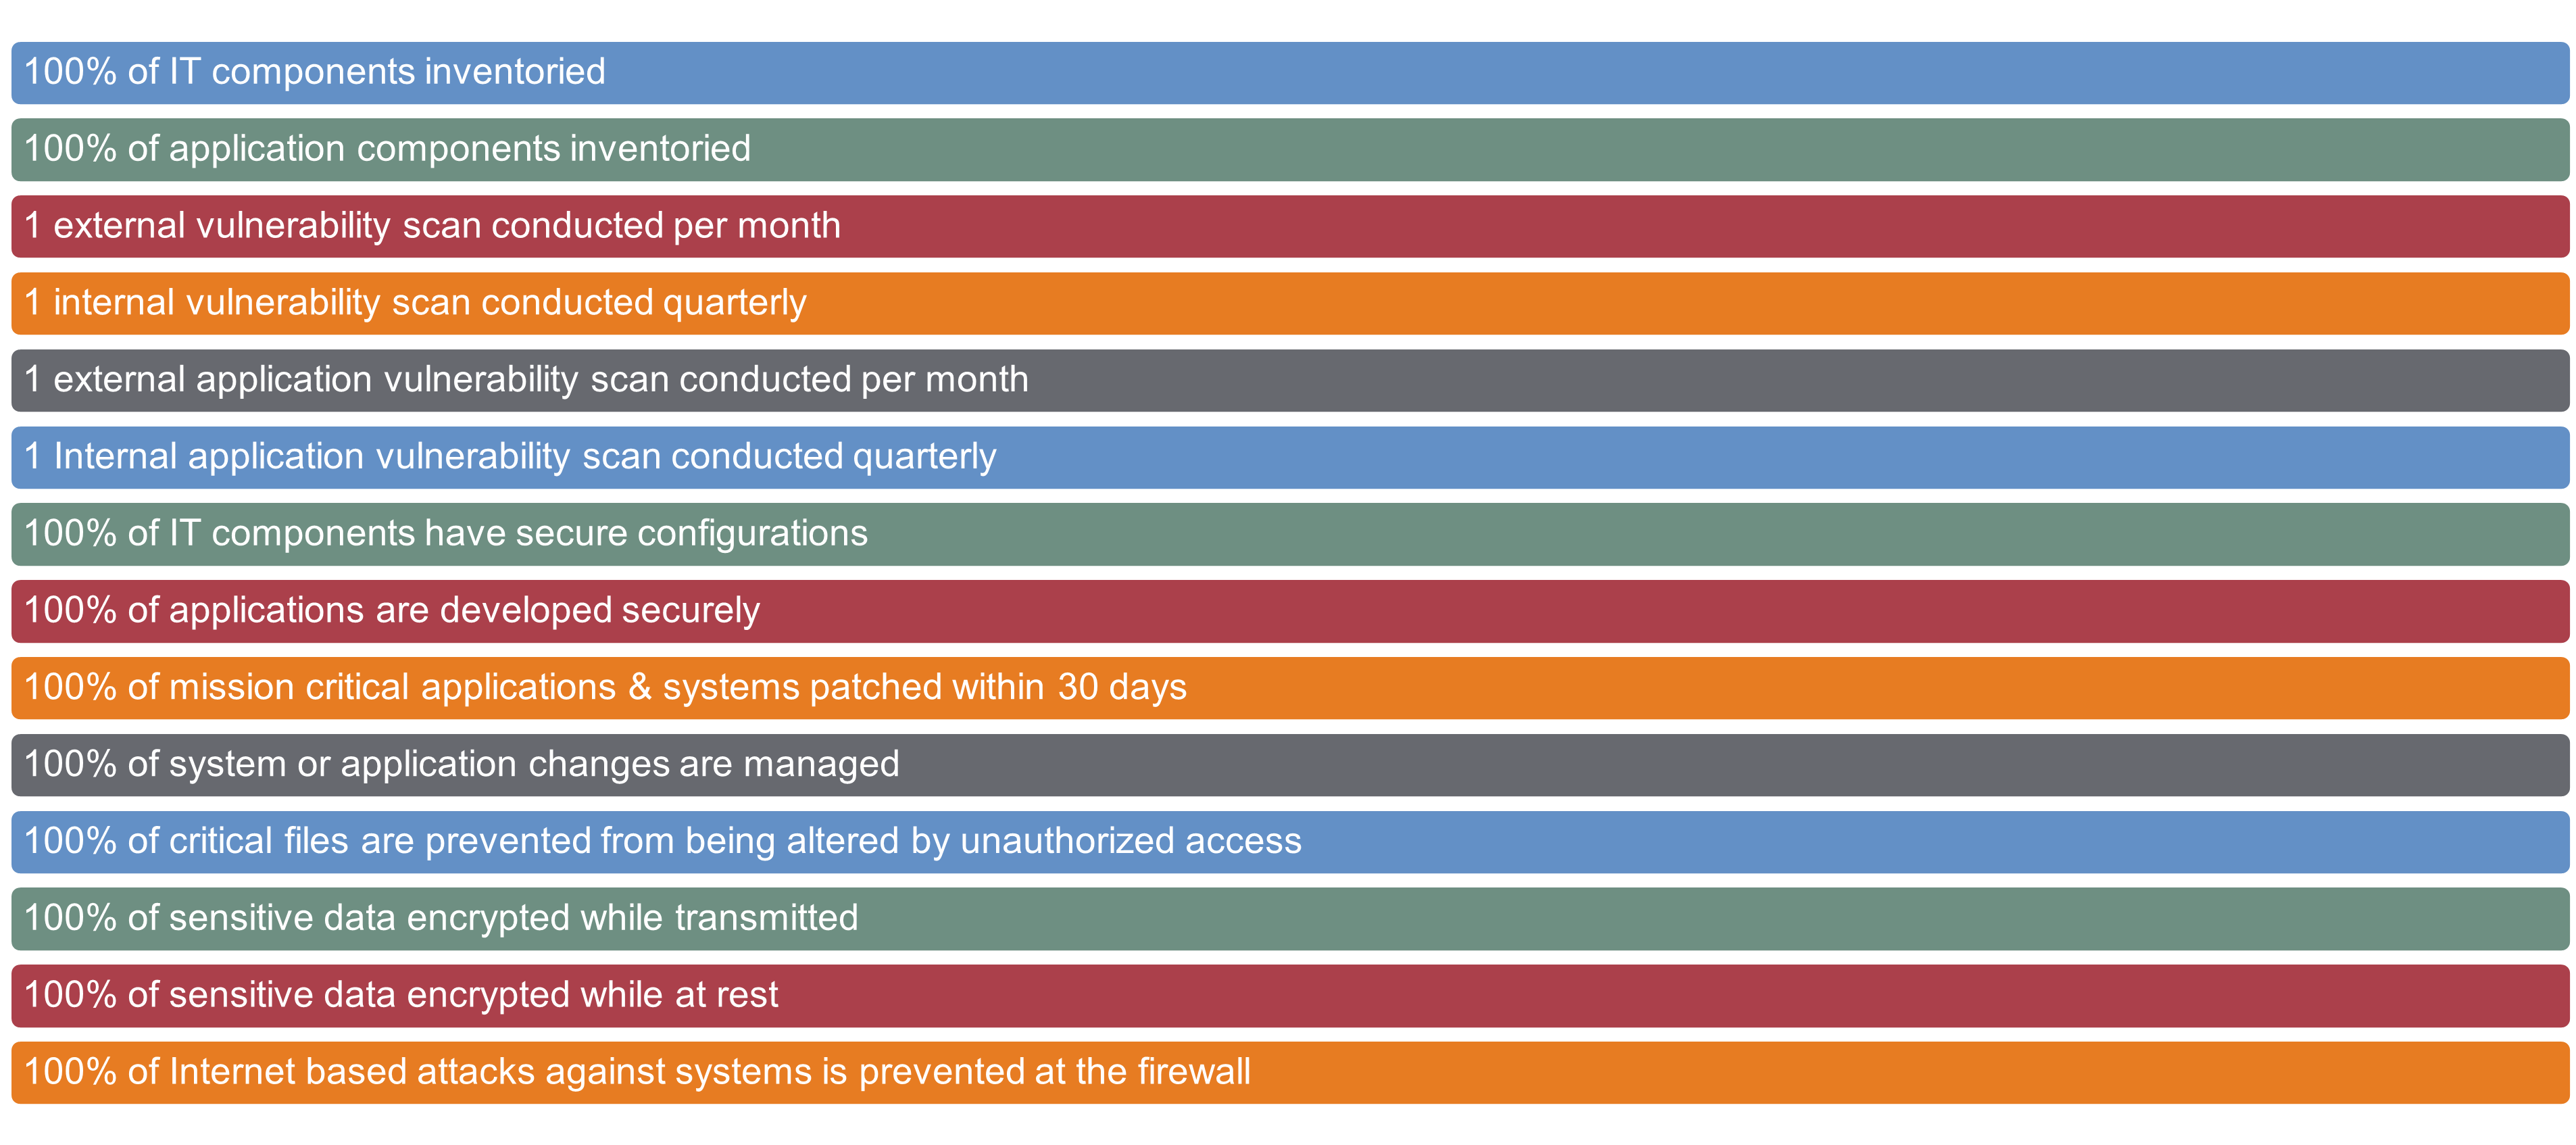 100% of IT components inventoried
100% of application components inventoried
1 external vulnerability scan conducted per month
1 internal vulnerability scan conducted quarterly
1 external application vulnerability scan conducted per month
1 Internal application vulnerability scan conducted quarterly
100% of IT components have secure configurations
100% of applications are developed securely
100% of mission critical applications & systems patched within 30 days
100% of system or application changes are managed
100% of critical files are prevented from being altered by unauthorized access
100% of sensitive data encrypted while transmitted
100% of sensitive data encrypted while at rest
100% of Internet based attacks against systems is prevented at the firewall